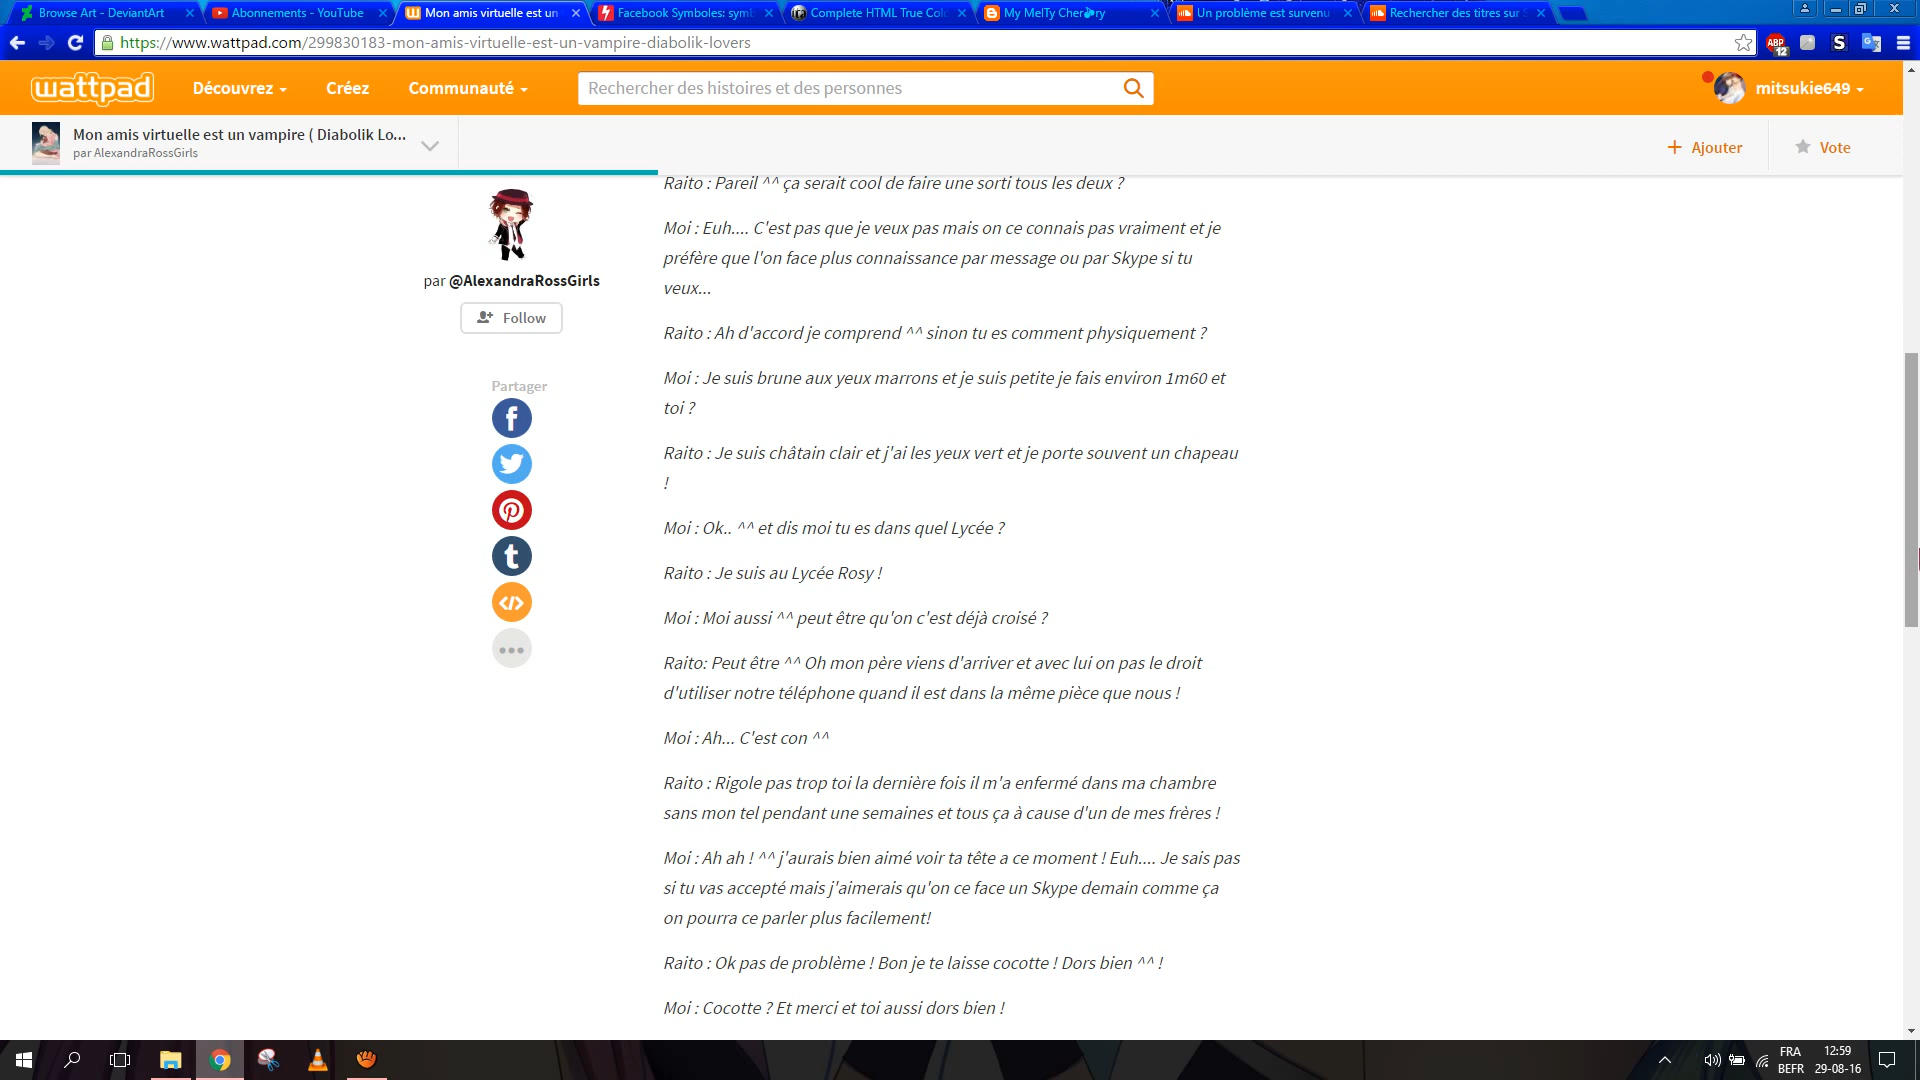 Browse Art - DeviantArt
Abonnements - YouTube
Mon amis virtuelle est un
Facebook Symboles: symb
Complete HTML True Colo
My MelTy Cher♪ry
Un problème est survenu
Rechercher des titres sur S
https://www.wattpad.com/299830183-mon-amis-virtuelle-est-un-vampire-diabolik-lovers
ABP
12
S
wattpad
Découvrez
Créez
Communauté
Rechercher des histoires et des personnes
mitsukie649
Mon amis virtuelle est un vampire ( Diabolik Lo...
par AlexandraRossGirls
+ Ajouter
Vote
par @AlexandraRossGirls
Follow
Partager
Raito : Pareil ^^ ça serait cool de faire une sorti tous les deux ?
Moi : Euh.... C'est pas que je veux pas mais on ce connais pas vraiment et je
préfère que l'on face plus connaissance par message ou par Skype si tu
veux...
Raito : Ah d'accord je comprend ^^ sinon tu es comment physiquement ?
Moi : Je suis brune aux yeux marrons et je suis petite je fais environ 1m60 et
toi ?
Raito : Je suis châtain clair et j'ai les yeux vert et je porte souvent un chapeau
!
Moi : Ok.. ^^ et dis moi tu es dans quel Lycée ?
Raito : Je suis au Lycée Rosy !
Moi : Moi aussi ^^ peut être qu'on c'est déjà croisé ?
Raito: Peut être ^^ Oh mon père viens d'arriver et avec lui on pas le droit
d'utiliser notre téléphone quand il est dans la même pièce que nous !
Moi : Ah... C'est con ^^
Raito : Rigole pas trop toi la dernière fois il m'a enfermé dans ma chambre
sans mon tel pendant une semaines et tous ça à cause d'un de mes frères !
Moi : Ah ah ! ^^ j'aurais bien aimé voir ta tête a ce moment ! Euh.... Je sais pas
si tu vas accepté mais j'aimerais qu'on ce face un Skype demain comme ça
on pourra ce parler plus facilement!
Raito : Ok pas de problème ! Bon je te laisse cocotte ! Dors bien ^^ !
Moi : Cocotte ? Et merci et toi aussi dors bien !
FRA
BEFR
12:59
29-08-16